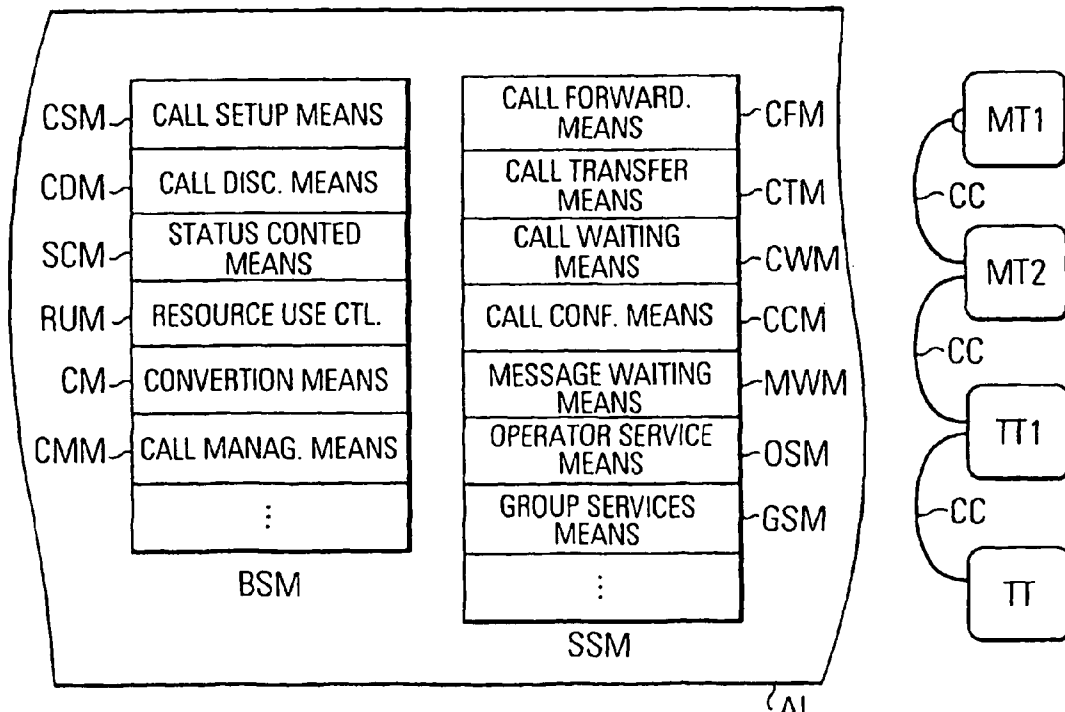 CSM
CALL SETUP MEANS
CDM
CALL DISC. MEANS
SCM
STATUS CONTED
MEANS
RUM
RESOURCE USE CTL.
CM
CONVERTION MEANS
CMM
CALL MANAG. MEANS
⋮
BSM
CALL FORWARD.
MEANS
CFM
CALL TRANSFER
MEANS
CTM
CALL WAITING
MEANS
CWM
CALL CONF. MEANS
CCM
MESSAGE WAITING
MEANS
MWM
OPERATOR SERVICE
MEANS
OSM
GROUP SERVICES
MEANS
GSM
⋮
SSM
MT1
CC
MT2
CC
TT1
CC
TT